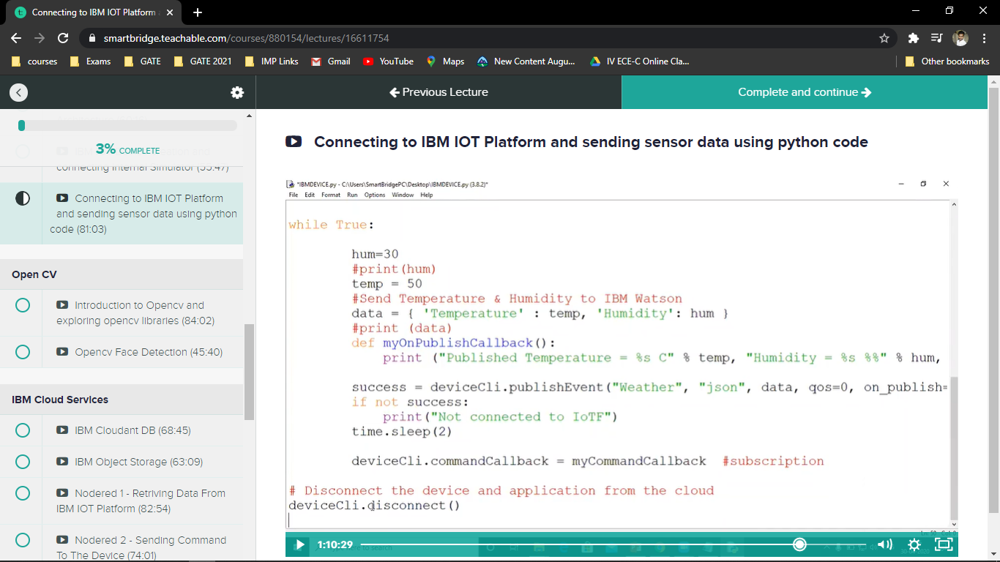 Connecting to IBM IOT Platform
smartbridge.teachable.com/courses/880154/lectures/16611754
courses Exams GATE GATE 2021 IMP Links Gmail YouTube Maps New Content Augu... IV ECE-C Online Cla... Other bookmarks
Previous Lecture
Complete and continue
3% COMPLETE
connecting Internal Simulator
Connecting to IBM IOT Platform
and sending sensor data using python
code (81:03)
Open CV
Introduction to Opencv and
exploring opencv libraries (84:02)
Opencv Face Detection (45:40)
IBM Cloud Services
IBM Cloudant DB (68:45)
IBM Object Storage (63:09)
Nodered 1 - Retriving Data From
IBM IOT Platform (82:54)
Nodered 2 - Sending Command
To The Device (74:01)
Connecting to IBM IOT Platform and sending sensor data using python code
*IBMDEVICE.py - C:\Users\SmartBridgePC\Desktop\IBMDEVICE.py (3.8.2)*
File Edit Format Run Options Window Help
while True:
hum=30
#print(hum)
temp = 50
#Send Temperature & Humidity to IBM Watson
data = { 'Temperature' : temp, 'Humidity': hum }
#print (data)
def myOnPublishCallback():
print ("Published Temperature = %s C" % temp, "Humidity = %s %%" % hum,
success = deviceCli.publishEvent("Weather", "json", data, qos=0, on_publish=
if not success:
print("Not connected to IoTF")
time.sleep(2)
deviceCli.commandCallback = myCommandCallback #subscription
# Disconnect the device and application from the cloud
deviceCli.disconnect()
1:10:29